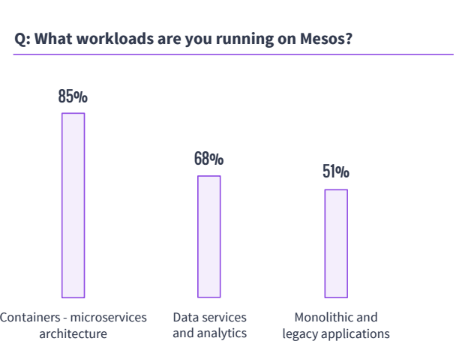 Q: What workloads are you running on Mesos?
85%
68%
51%
Containers - microservices
architecture
Data services
and analytics
Monolithic and
legacy applications